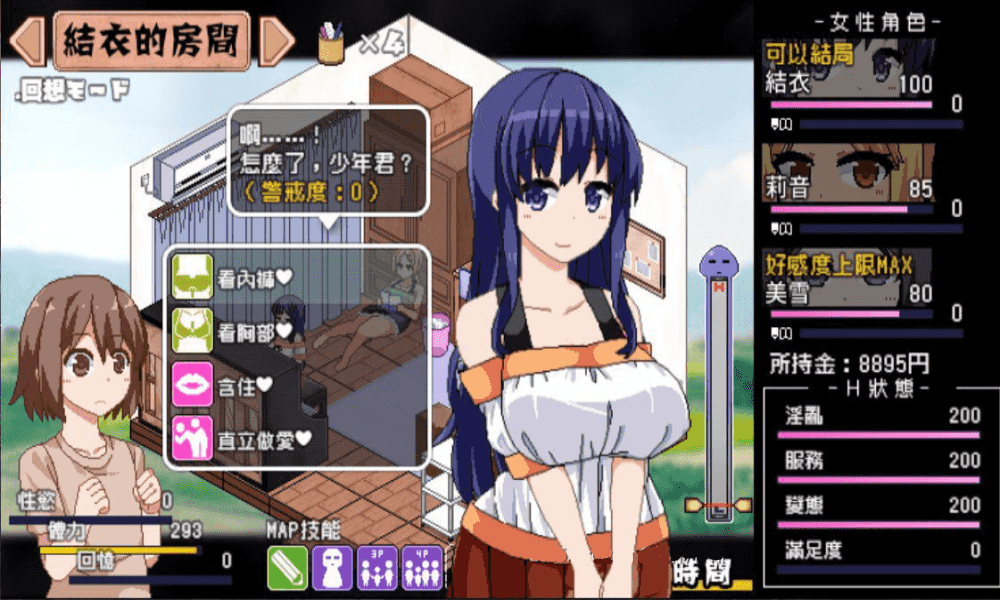 結衣的房間
×4
回想モード
啊……！
怎麼了，少年君？
（警戒度：0）
看內褲♥
看胸部♥
含住♥
直立做愛♥
性慾 0
體力 293
回憶 0
MAP技能
3P
4P
H
L
時間
-女性角色-
可以結局
結衣 100
0
莉音 85
0
好感度上限MAX
美雪 80
0
所持金：8895円
-H狀態-
淫亂 200
服務 200
變態 200
滿足度 0